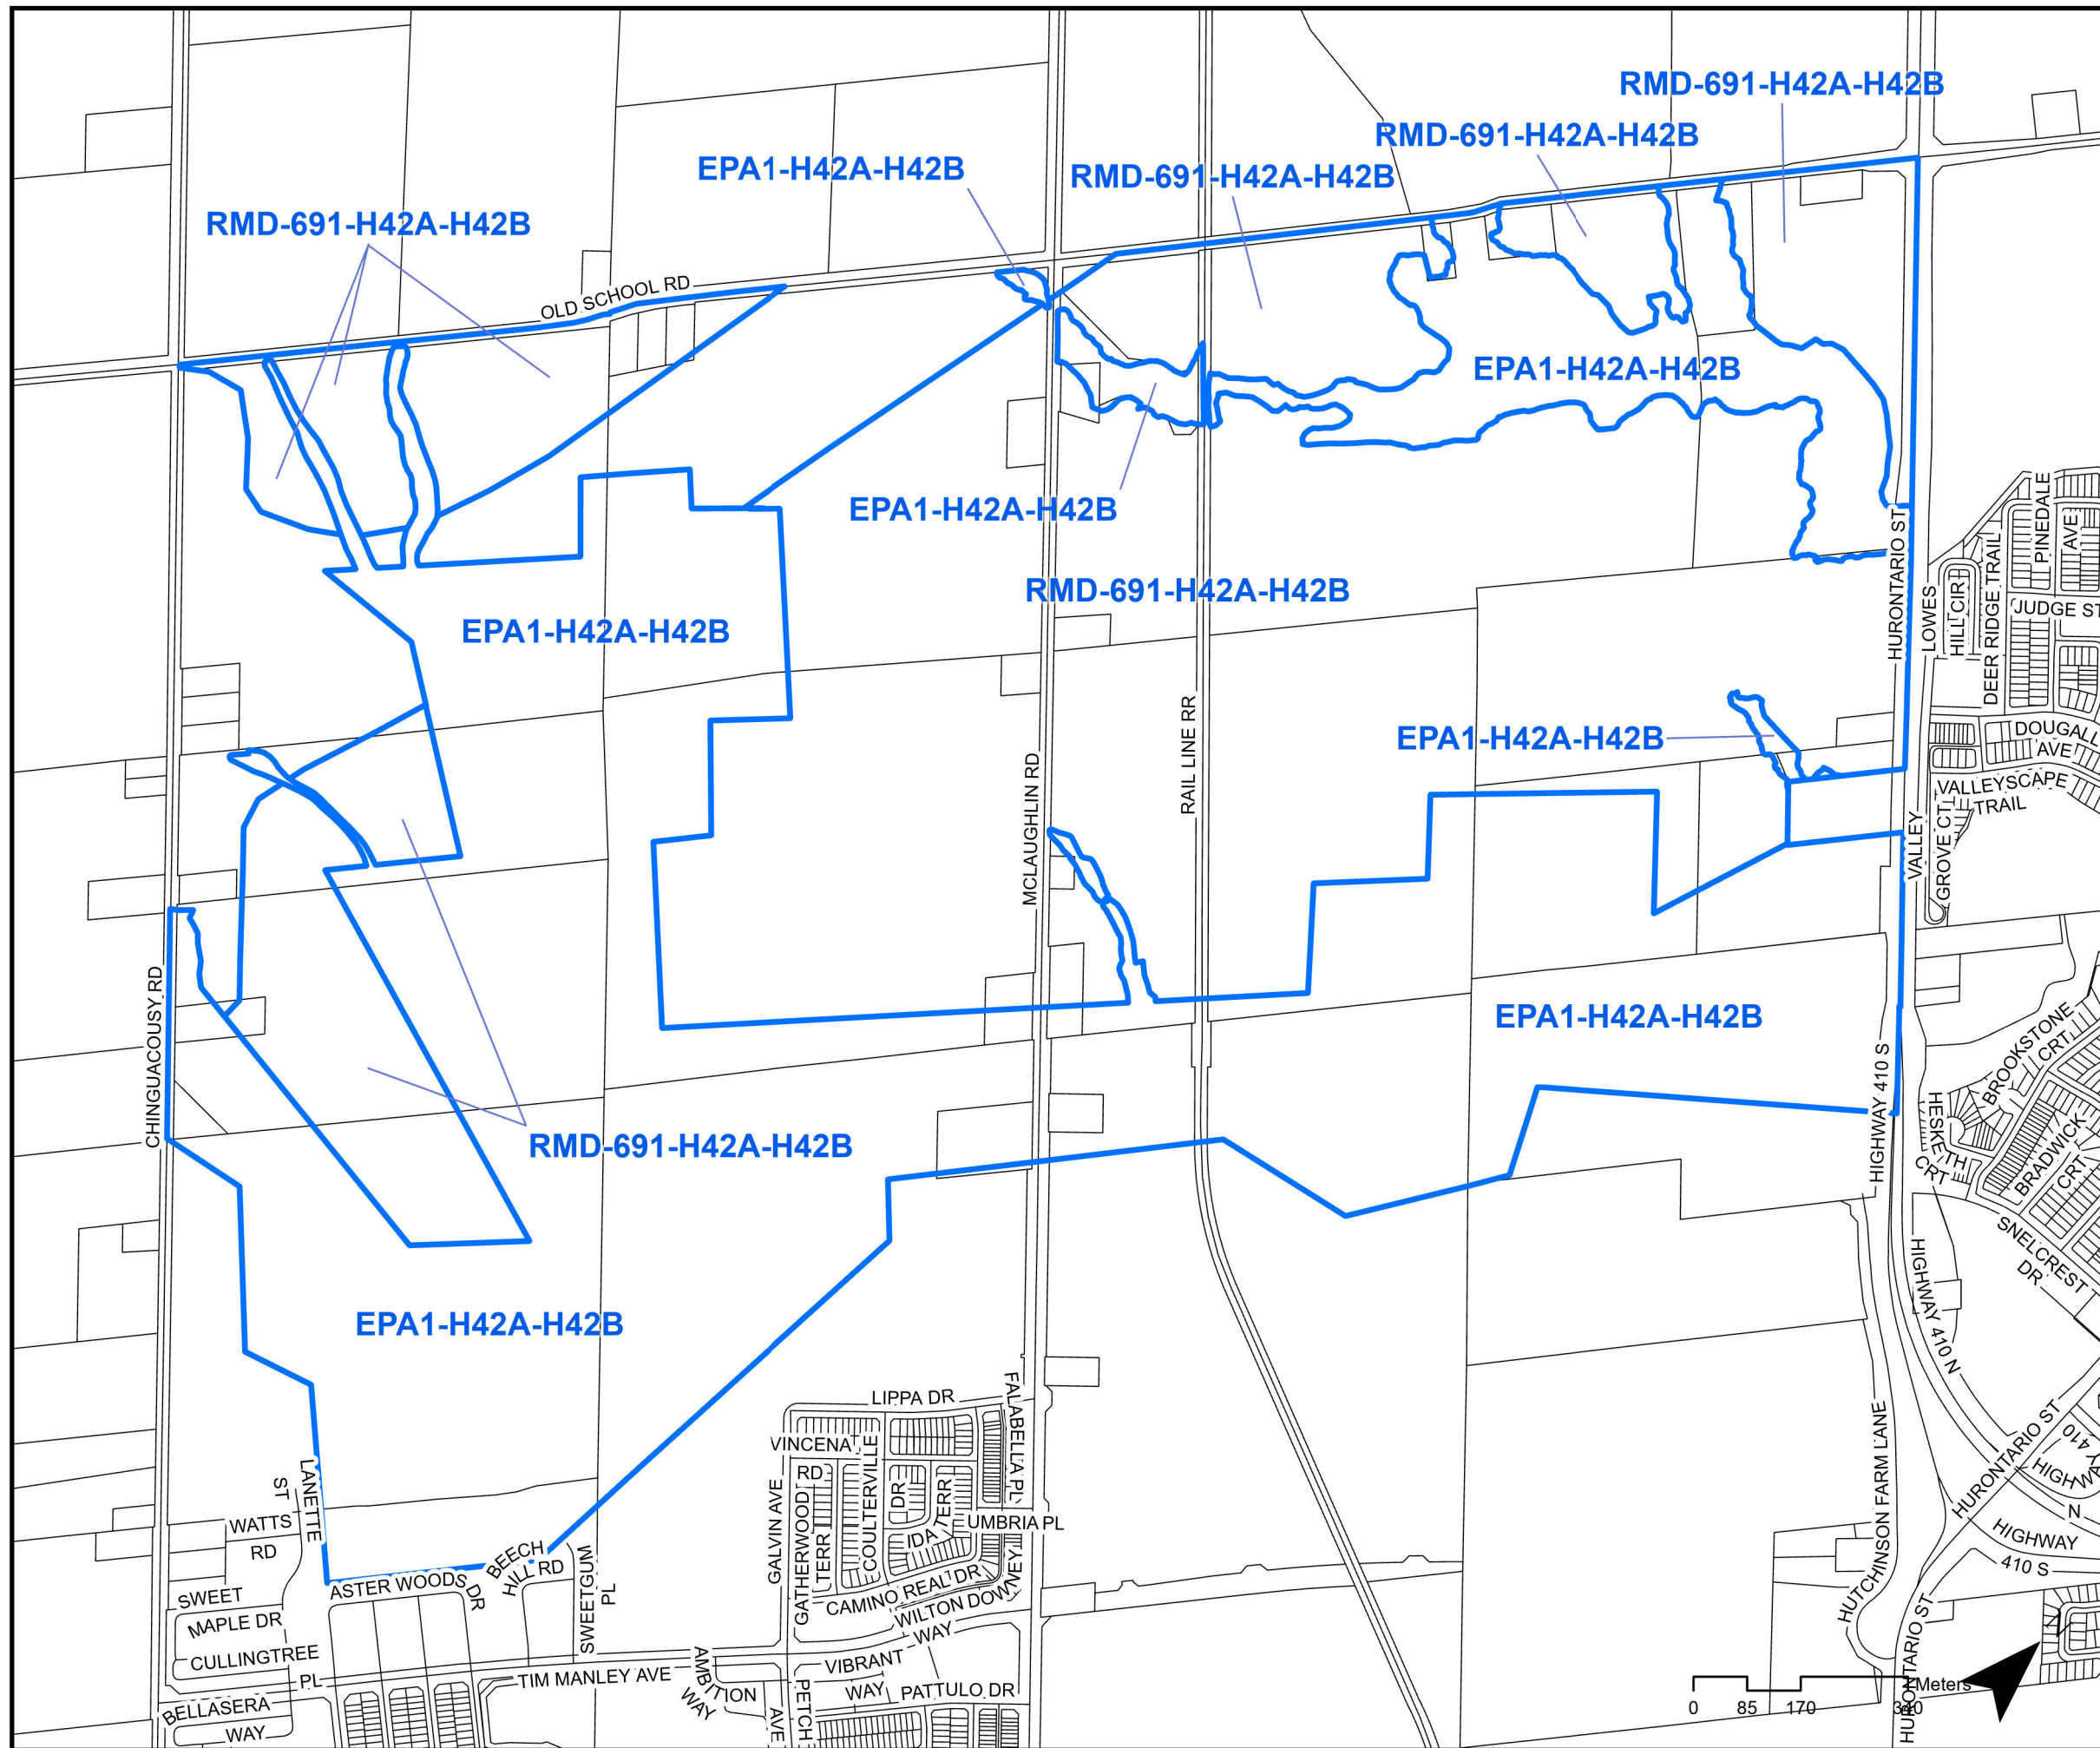 RMD-691-H42A-H42B
RMD-691-H42A-H42B
EPA1-H42A-H42B
RMD-691-H42A-H42B
RMD-691-H42A-H42B
OLD SCHOOL RD
EPA1-H42A-H42B
EPA1-H42A-H42B
RMD-691-H42A-H42B
EPA1-H42A-H42B
HURONTARIO ST
LOWES
HILL CIR
DEER RIDGE TRAIL
PINEDALE
AVE
JUDGE ST
EPA1-H42A-H42B
DOUGALL
AVE
VALLEYSCAPE
TRAIL
RAIL LINE RR
MCLAUGHLIN RD
VALLEY
GROVE CT
EPA1-H42A-H42B
CHINGUACOUSY RD
HIGHWAY 410 S
BROOKSTONE
CRT
RMD-691-H42A-H42B
HESKETH
CRT
BRADWICK
CRT
SNELCREST
DR
HIGHWAY 410 N
EPA1-H42A-H42B
LIPPA DR
FALABELLA PL
VINCENA
RD
COULTERVILLE
DR
IDA TERR
GALVIN AVE
GATHERWOOD
TERR
UMBRIA PL
LANETTE
ST
WATTS
RD
HURONTARIO ST
410
HIGHWA
N
HIGHWAY
410 S
HUTCHINSON FARM LANE
BEECH
HILL RD
SWEETGUM
PL
ASTER WOODS DR
SWEET
MAPLE DR
CAMINO REAL DR
WILTON DOWN
WAY
CULLINGTREE
PL
VIBRANT
WAY
TIM MANLEY AVE
AMBITION
WAY
PATTULO DR
PETCH
AVE
BELLASERA
WAY
HURONTARIO ST
Meters
0 85 170 340